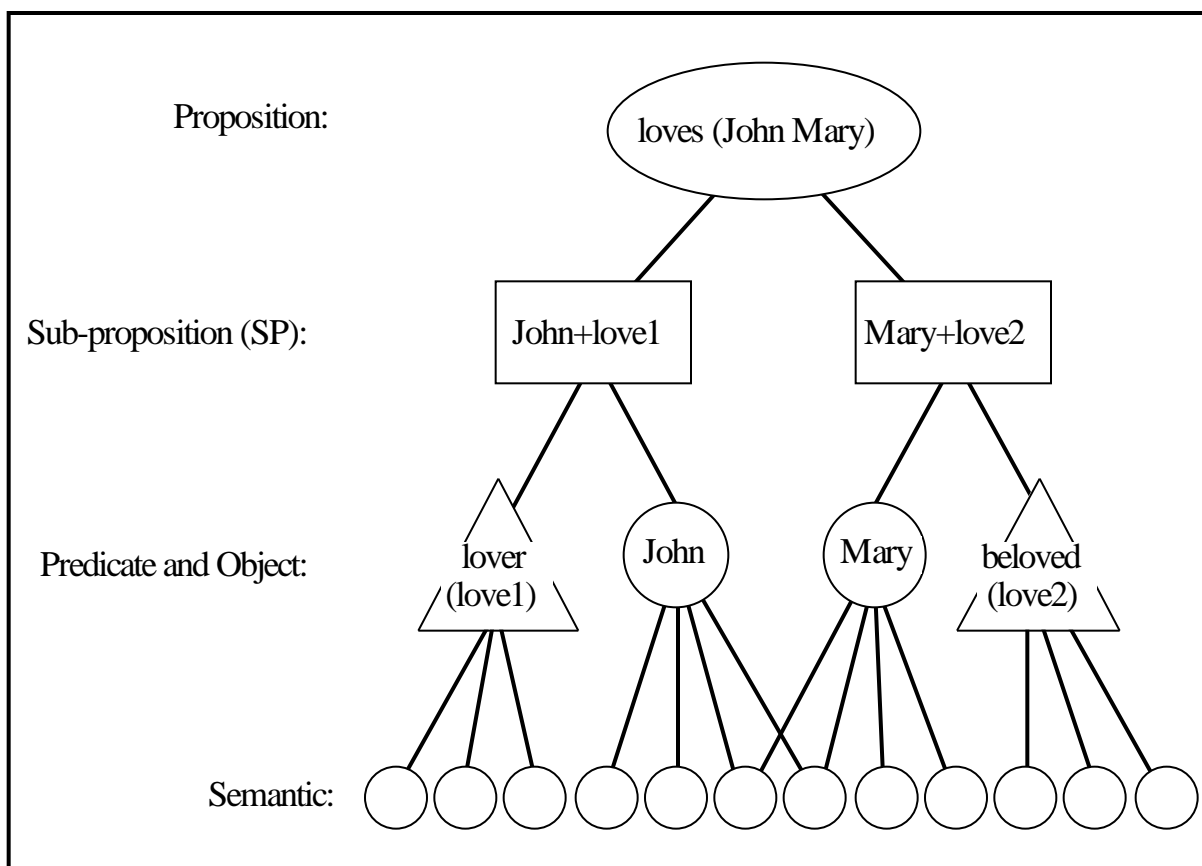 Proposition:
loves (John Mary)
Sub-proposition (SP):
John+love1
Mary+love2
Predicate and Object:
lover
(love1)
John
Mary
beloved
(love2)
Semantic: